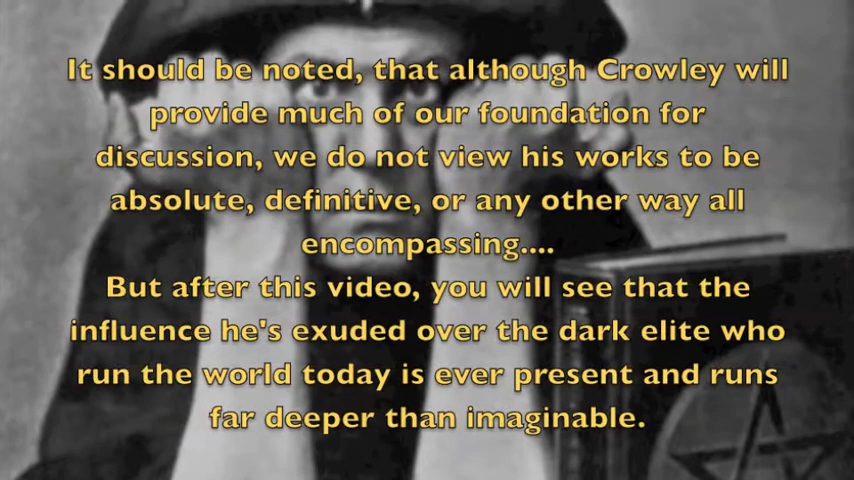 It should be noted, that although Crowley will
provide much of our foundation for
discussion, we do not view his works to be
absolute, definitive, or any other way all
encompassing....
But after this video, you will see that the
influence he's exuded over the dark elite who
run the world today is ever present and runs
far deeper than imaginable.